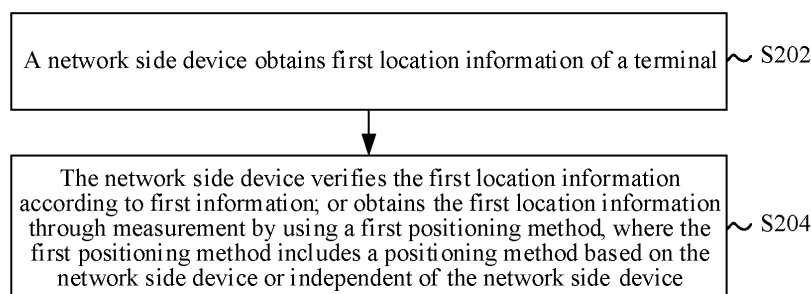 A network side device obtains first location information of a terminal
S202
The network side device verifies the first location information
according to first information; or obtains the first location information
through measurement by using a first positioning method, where the
first positioning method includes a positioning method based on the
network side device or independent of the network side device
S204